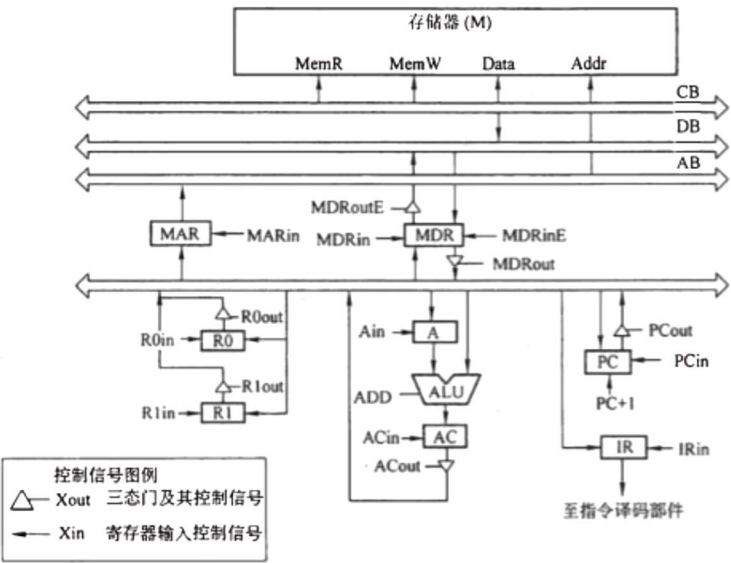 存储器 (M)
MemR MemW Data Addr
CB
DB
AB
MDRoutE
MAR MARin MDRin MDR MDRinE
MDRout
R0out
R0in R0
R1out
R1in R1
Ain A
ADD ALU
ACin AC
ACout
PCout
PC PCin
PC+1
IR IRin
至指令译码部件
控制信号图例
Xout 三态门及其控制信号
Xin 寄存器输入控制信号